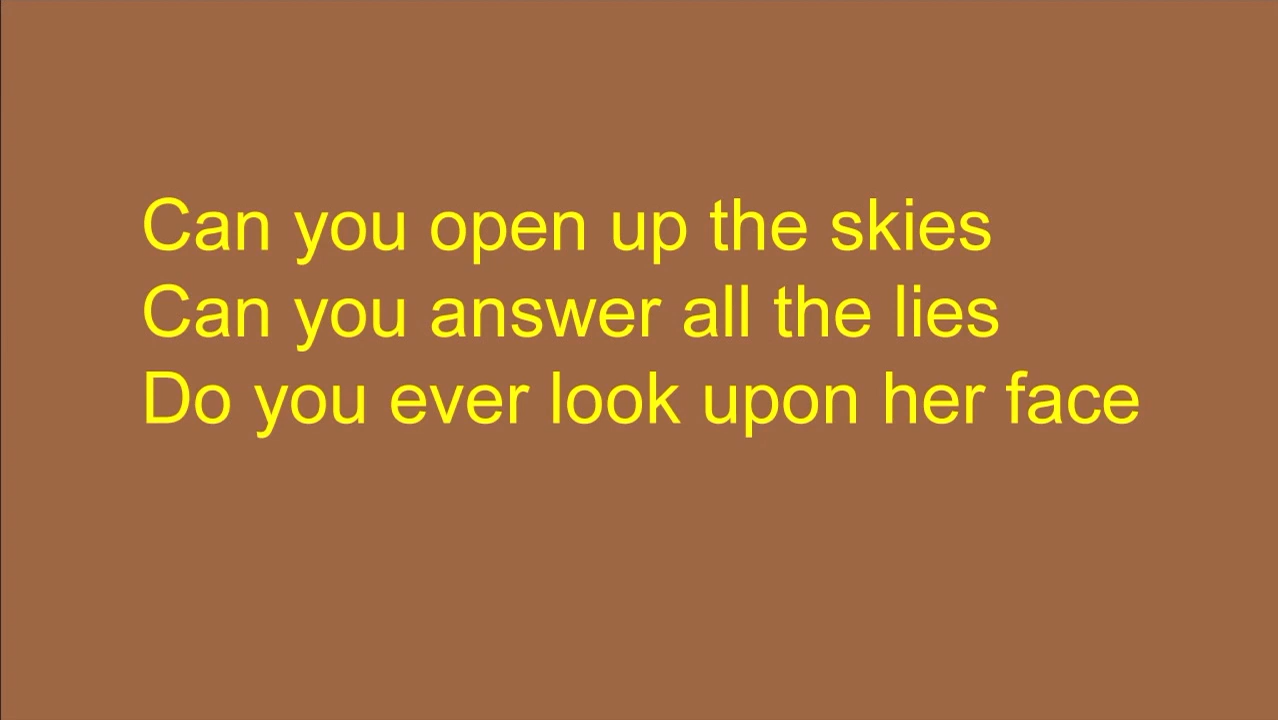 Can you open up the skies
Can you answer all the lies
Do you ever look upon her face